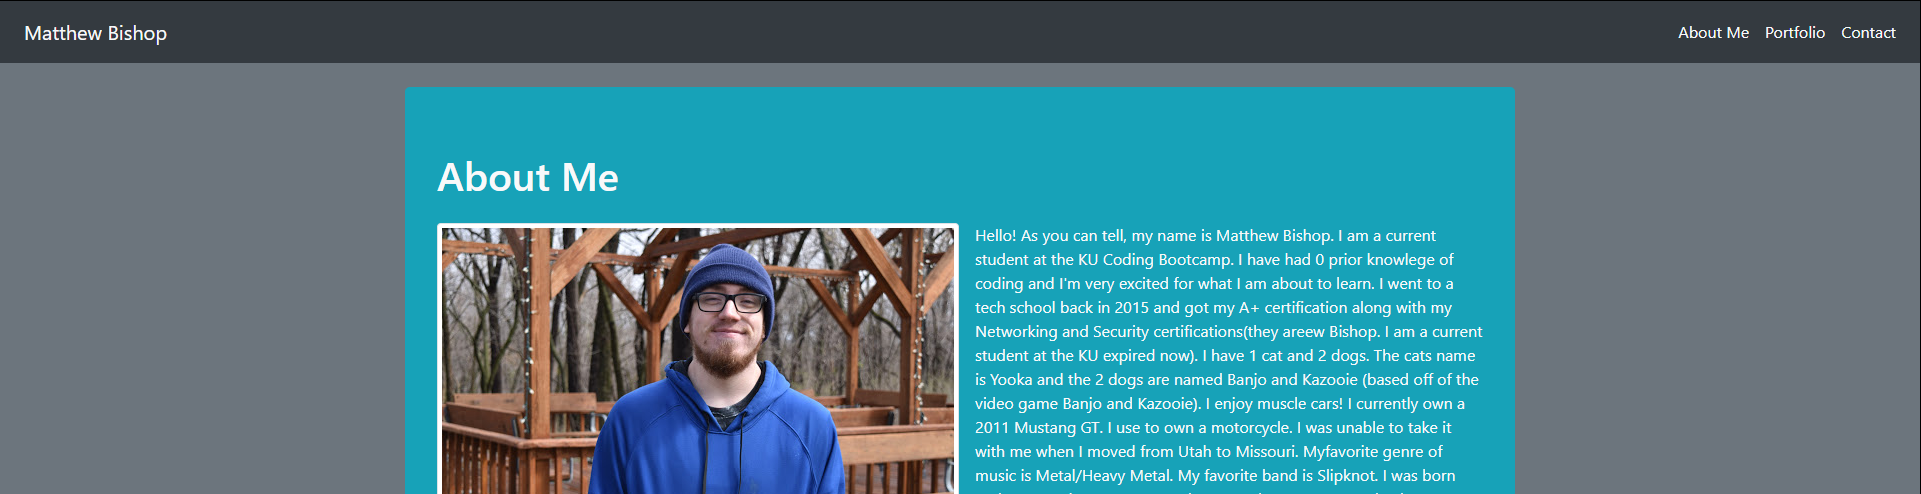 Matthew Bishop
About Me Portfolio Contact
About Me
Hello! As you can tell, my name is Matthew Bishop. I am a current
student at the KU Coding Bootcamp. I have had 0 prior knowlege of
coding and I'm very excited for what I am about to learn. I went to a
tech school back in 2015 and got my A+ certification along with my
Networking and Security certifications(they areew Bishop. I am a current
student at the KU expired now). I have 1 cat and 2 dogs. The cats name
is Yooka and the 2 dogs are named Banjo and Kazooie (based off of the
video game Banjo and Kazooie). I enjoy muscle cars! I currently own a
2011 Mustang GT. I use to own a motorcycle. I was unable to take it
with me when I moved from Utah to Missouri. Myfavorite genre of
music is Metal/Heavy Metal. My favorite band is Slipknot. I was born